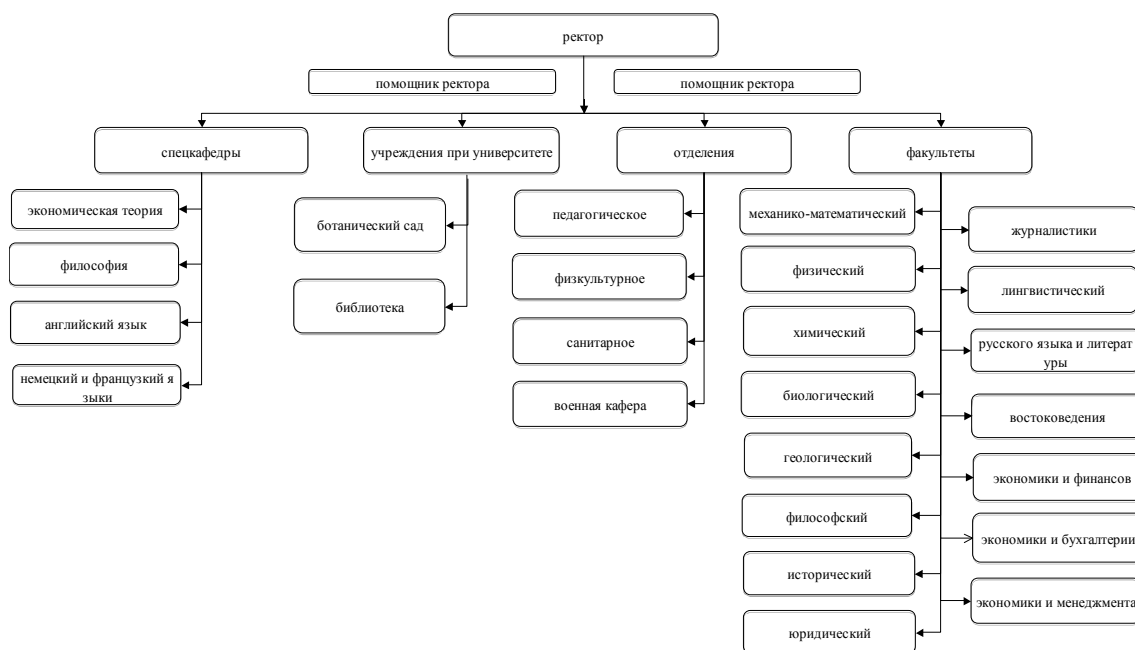 ректор
помощник ректора
помощник ректора
спецкафедры
учреждения при университете
отделения
факультеты
экономическая теория
философия
английский язык
немецкий и французкий я
зыки
ботанический сад
библиотека
педагогическое
физкультурное
санитарное
военная кафера
механико-математический
физический
химический
биологический
геологический
философский
исторический
юридический
журналистики
лингвистический
русского языка и литерат
уры
востоковедения
экономики и финансов
экономики и бухгалтерии
экономики и менеджмента